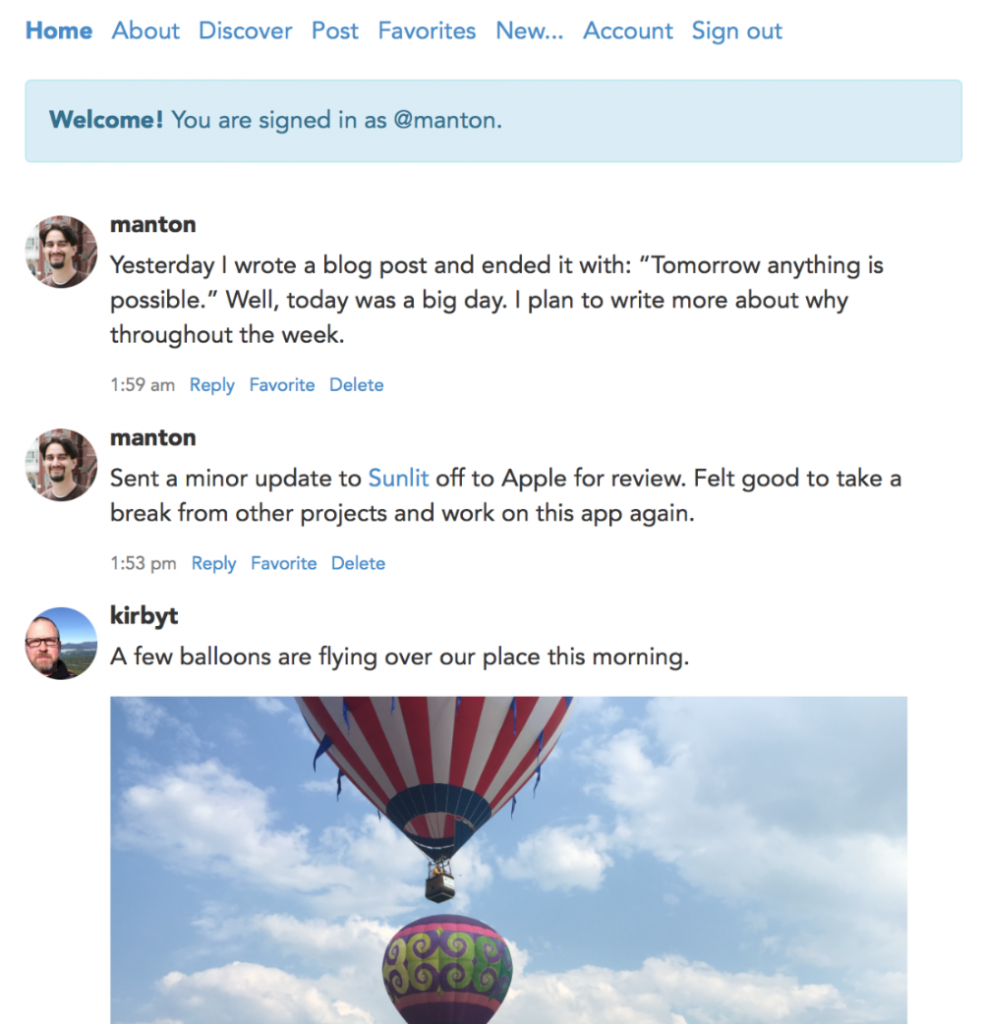 Home About Discover Post Favorites New... Account Sign out
Welcome! You are signed in as @manton.
manton
Yesterday I wrote a blog post and ended it with: “Tomorrow anything is
possible.” Well, today was a big day. I plan to write more about why
throughout the week.
1:59 am Reply Favorite Delete
manton
Sent a minor update to Sunlit off to Apple for review. Felt good to take a
break from other projects and work on this app again.
1:53 pm Reply Favorite Delete
kirbyt
A few balloons are flying over our place this morning.